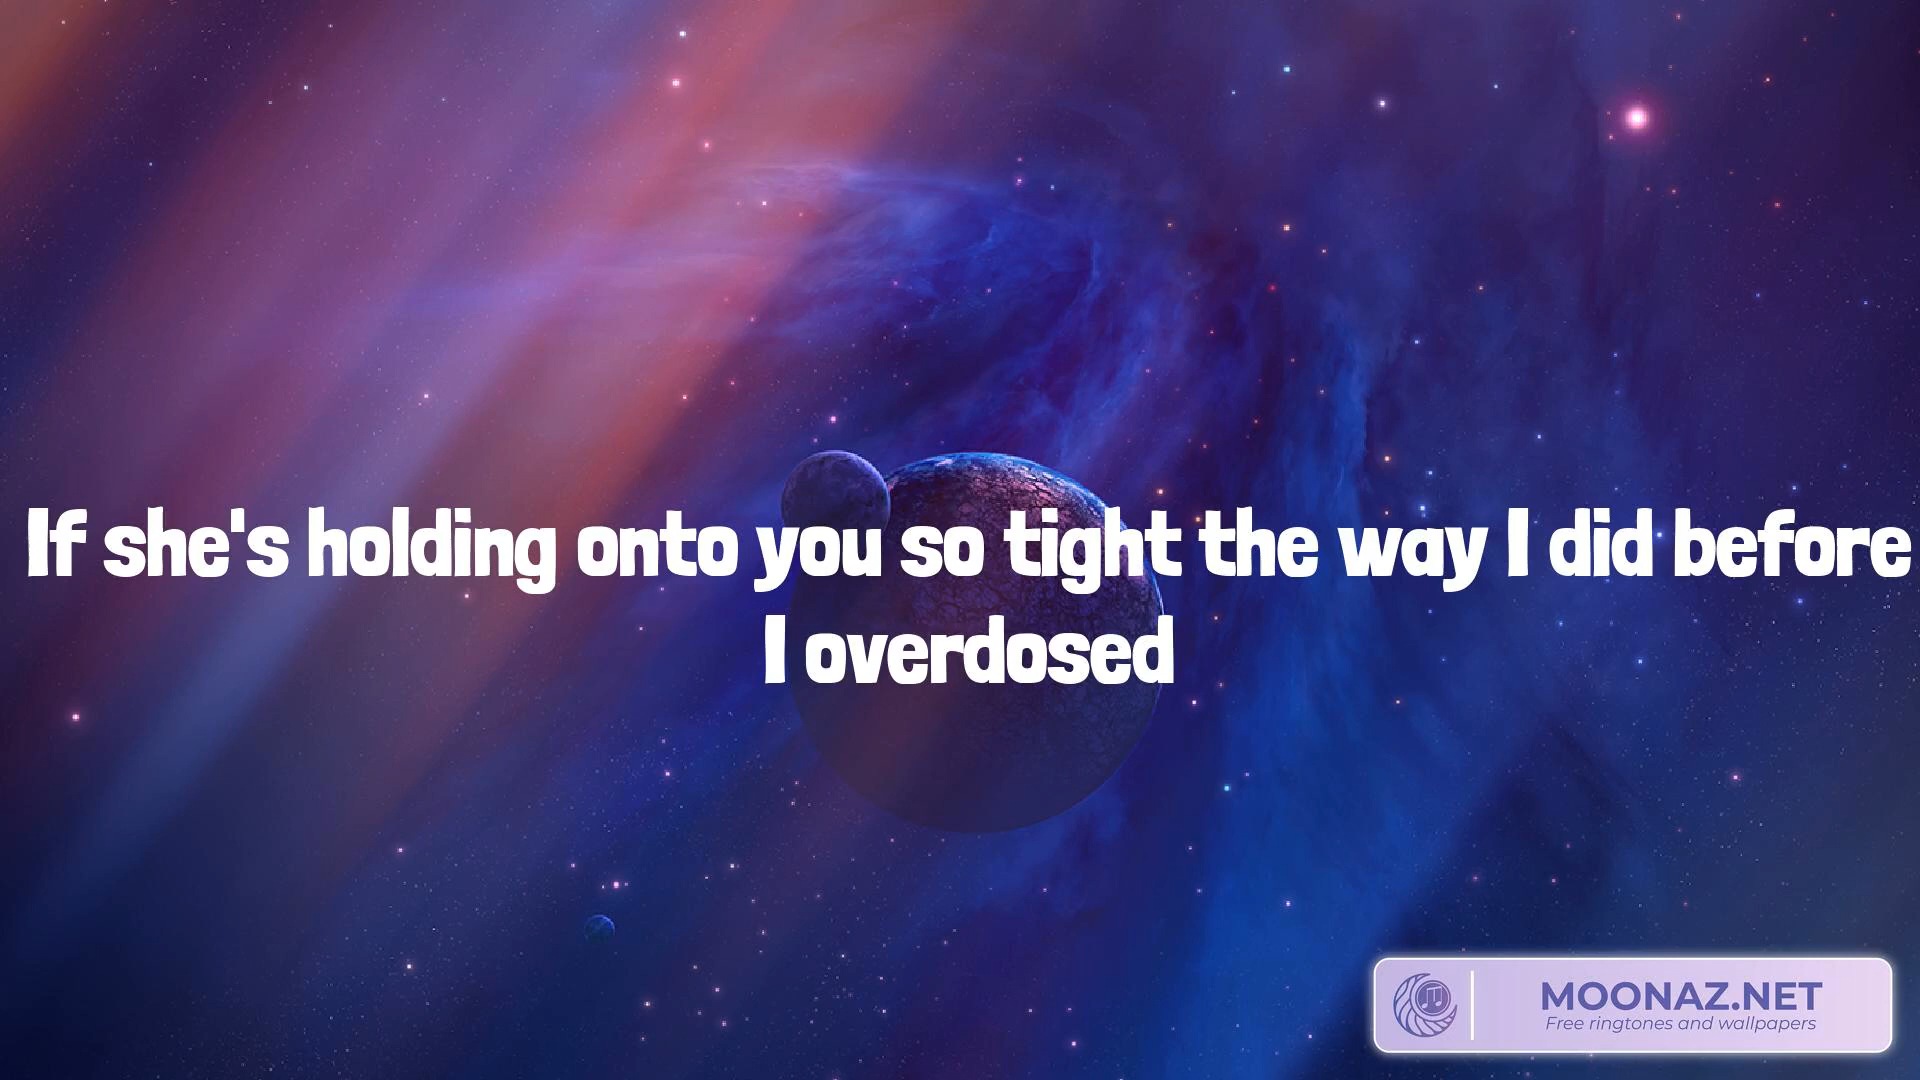 If she's holding onto you so tight the way I did before
I overdosed
MOONAZ.NET
Free ringtones and wallpapers